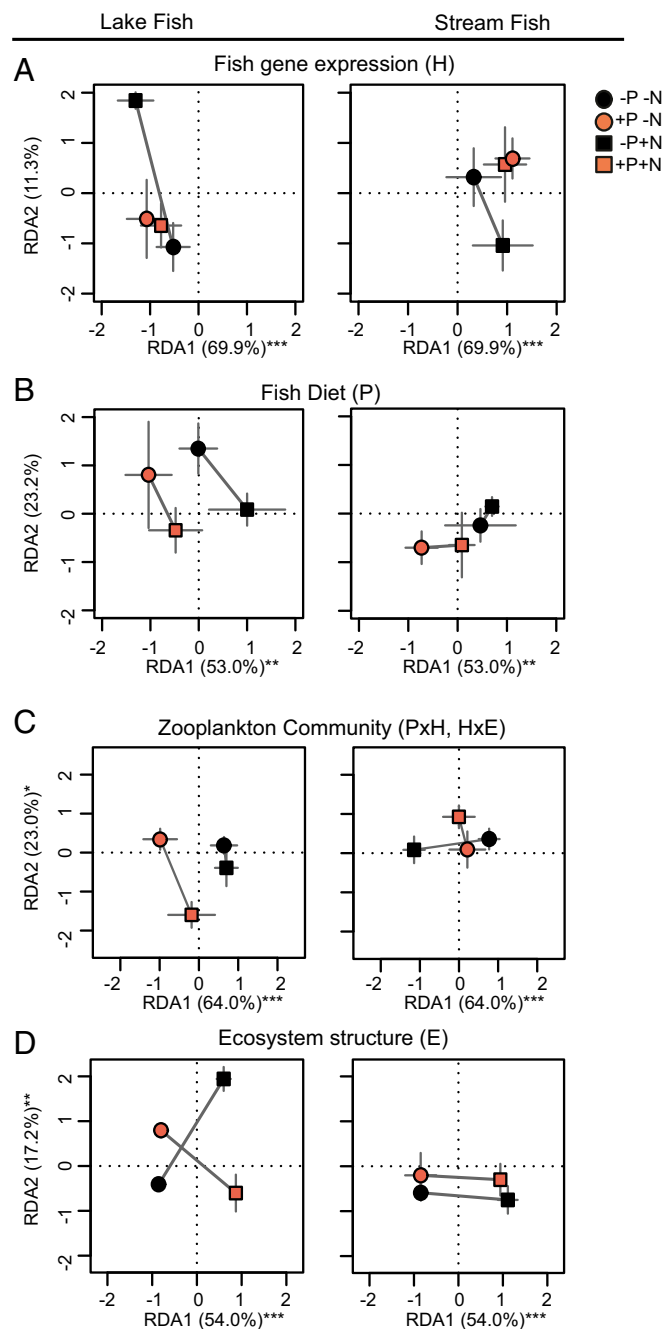 Lake Fish Stream Fish
A Fish gene expression (H)
-P -N
+P -N
-P+N
+P+N
RDA2 (11.3%)
2
1
0
-1
-2
-2 -1 0 1 2
RDA1 (69.9%)***
-2 -1 0 1 2
RDA1 (69.9%)***
B Fish Diet (P)
RDA2 (23.2%)
2
1
0
-1
-2
-2 -1 0 1 2
RDA1 (53.0%)**
-2 -1 0 1 2
RDA1 (53.0%)**
C Zooplankton Community (PxH, HxE)
RDA2 (23.0%)*
2
1
0
-1
-2
-2 -1 0 1 2
RDA1 (64.0%)***
-2 -1 0 1 2
RDA1 (64.0%)***
D Ecosystem structure (E)
RDA2 (17.2%)**
2
1
0
-1
-2
-2 -1 0 1 2
RDA1 (54.0%)***
-2 -1 0 1 2
RDA1 (54.0%)***